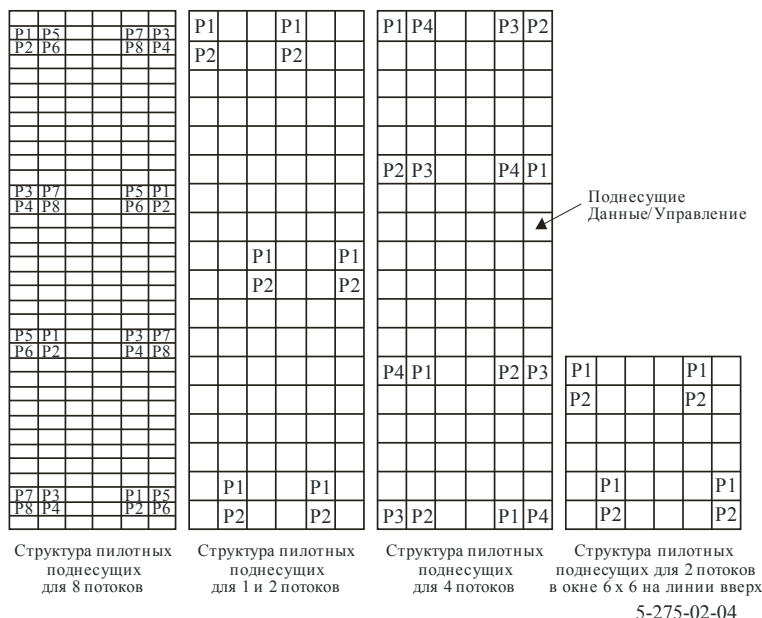 P1 P5 P7 P3
P2 P6 P8 P4
P3 P7 P5 P1
P4 P8 P6 P2
P5 P1 P3 P7
P6 P2 P4 P8
P7 P3 P1 P5
P8 P4 P2 P6
Структура пилотных
поднесущих
для 8 потоков
P1 P1
P2 P2
P1 P1
P2 P2
P1 P1
P2 P2
Структура пилотных
поднесущих
для 1 и 2 потоков
P1 P4 P3 P2
P2 P3 P4 P1
P4 P1 P2 P3
P3 P2 P1 P4
Структура пилотных
поднесущих
для 4 потоков
Поднесущие
Данные/Управление
P1 P1
P2 P2
P1 P1
P2 P2
Структура пилотных
поднесущих для 2 потоков
в окне 6 x 6 на линии вверх
5-275-02-04